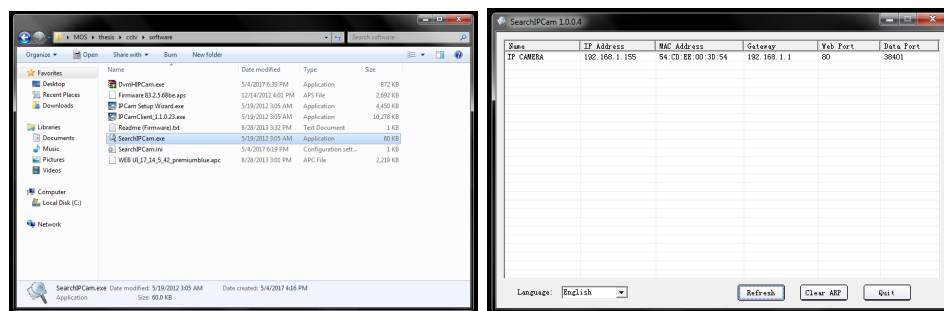 MOS ▸ thesis ▸ cctv ▸ software
Search software
Organize Open Share with Burn New folder
Favorites
Desktop
Recent Places
Downloads
Libraries
Documents
Music
Pictures
Videos
Computer
Local Disk (C:)
Network
Name Date modified Type Size
DvmHIPCam.exe 5/4/2017 6:39 PM Application 872 KB
Firmware 83.2.5.68be.aps 12/14/2012 4:01 PM APS File 2,692 KB
IPCam Setup Wizard.exe 5/19/2012 3:05 AM Application 4,450 KB
IPCamClient_1.1.0.23.exe 5/19/2012 3:05 AM Application 10,278 KB
Readme (Firmware).txt 8/28/2013 3:32 PM Text Document 1 KB
SearchIPCam.exe 5/19/2012 3:05 AM Application 60 KB
SearchIPCam.ini 5/4/2017 6:19 PM Configuration sett... 1 KB
WEB UI_17_14_5_42_premiumblue.apc 8/28/2013 3:01 PM APC File 2,219 KB
SearchIPCam.exe Date modified: 5/19/2012 3:05 AM Date created: 5/4/2017 4:16 PM
Application Size: 60.0 KB
SearchIPCam 1.0.0.4
Name IP Address MAC Address Gateway Web Port Data Port
IP CAMERA 192.168.1.155 54:CD:EE:00:3D:54 192.168.1.1 80 38401
Language: English Refresh Clear ARP Quit